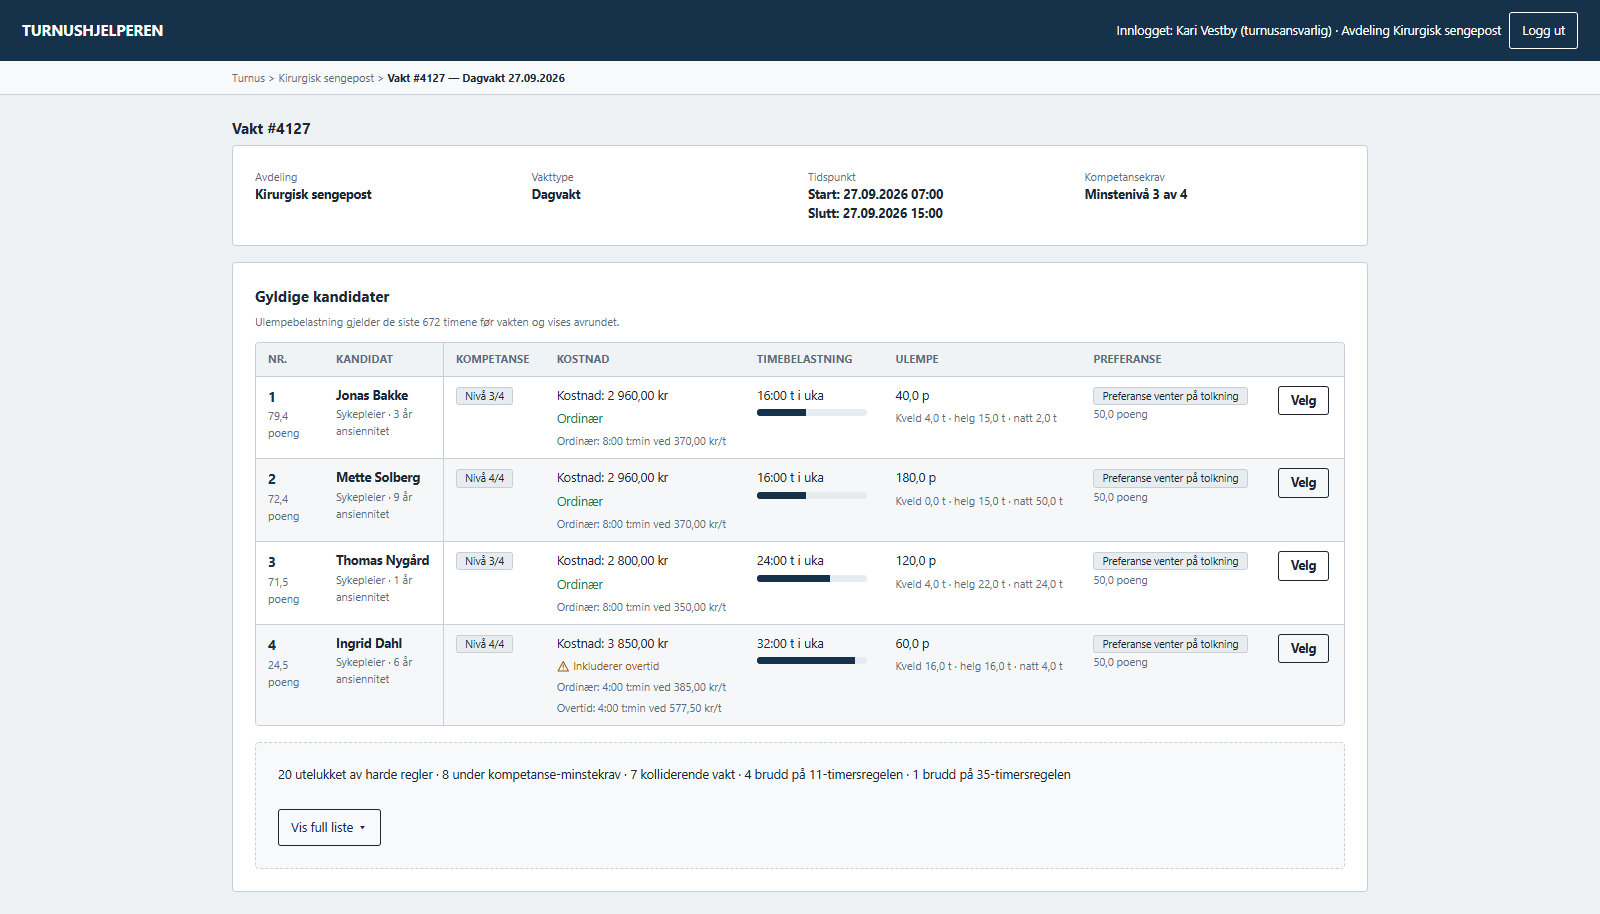 TURNUSHJELPEREN
Innlogget: Kari Vestby (turnusansvarlig) · Avdeling Kirurgisk sengepost
Logg ut
Turnus > Kirurgisk sengepost > Vakt #4127 — Dagvakt 27.09.2026
Vakt #4127
Avdeling
Kirurgisk sengepost
Vakttype
Dagvakt
Tidspunkt
Start: 27.09.2026 07:00
Slutt: 27.09.2026 15:00
Kompetansekrav
Minstenivå 3 av 4
Gyldige kandidater
Ulempebelastning gjelder de siste 672 timene før vakten og vises avrundet.
NR. KANDIDAT KOMPETANSE KOSTNAD TIMEBELASTNING ULEMPE PREFERANSE
1
79,4
poeng
Jonas Bakke
Sykepleier · 3 år
ansiennitet
Nivå 3/4
Kostnad: 2 960,00 kr
Ordinær
Ordinær: 8:00 t:min ved 370,00 kr/t
16:00 t i uka
40,0 p
Kveld 4,0 t · helg 15,0 t · natt 2,0 t
Preferanse venter på tolkning
50,0 poeng
Velg
2
72,4
poeng
Mette Solberg
Sykepleier · 9 år
ansiennitet
Nivå 4/4
Kostnad: 2 960,00 kr
Ordinær
Ordinær: 8:00 t:min ved 370,00 kr/t
16:00 t i uka
180,0 p
Kveld 0,0 t · helg 15,0 t · natt 50,0 t
Preferanse venter på tolkning
50,0 poeng
Velg
3
71,5
poeng
Thomas Nygård
Sykepleier · 1 år
ansiennitet
Nivå 3/4
Kostnad: 2 800,00 kr
Ordinær
Ordinær: 8:00 t:min ved 350,00 kr/t
24:00 t i uka
120,0 p
Kveld 4,0 t · helg 22,0 t · natt 24,0 t
Preferanse venter på tolkning
50,0 poeng
Velg
4
24,5
poeng
Ingrid Dahl
Sykepleier · 6 år
ansiennitet
Nivå 4/4
Kostnad: 3 850,00 kr
Inkluderer overtid
Ordinær: 4:00 t:min ved 385,00 kr/t
Overtid: 4:00 t:min ved 577,50 kr/t
32:00 t i uka
60,0 p
Kveld 16,0 t · helg 16,0 t · natt 4,0 t
Preferanse venter på tolkning
50,0 poeng
Velg
20 utelukket av harde regler · 8 under kompetanse-minstekrav · 7 kolliderende vakt · 4 brudd på 11-timersregelen · 1 brudd på 35-timersregelen
Vis full liste